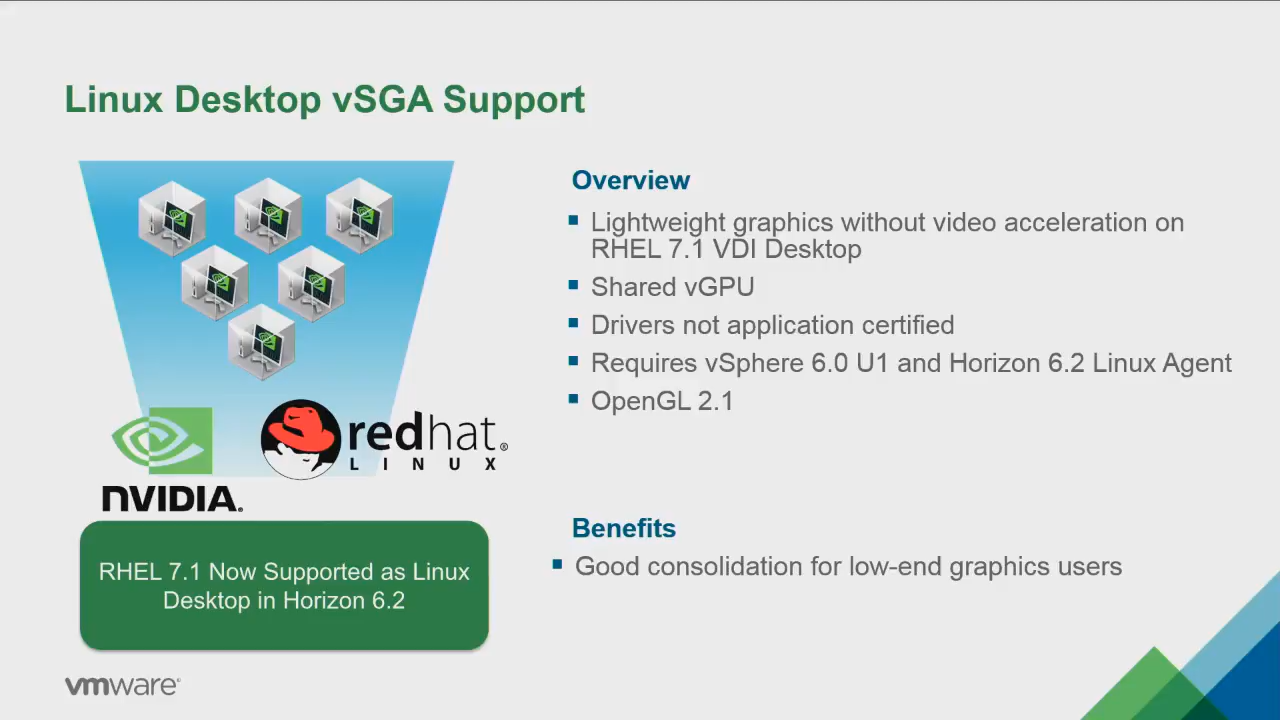 Linux Desktop vSGA Support
Overview
Lightweight graphics without video acceleration on
RHEL 7.1 VDI Desktop
Shared vGPU
Drivers not application certified
Requires vSphere 6.0 U1 and Horizon 6.2 Linux Agent
OpenGL 2.1
redhat.®
LINUX
NVIDIA.®
RHEL 7.1 Now Supported as Linux
Desktop in Horizon 6.2
Benefits
Good consolidation for low-end graphics users
vmware®